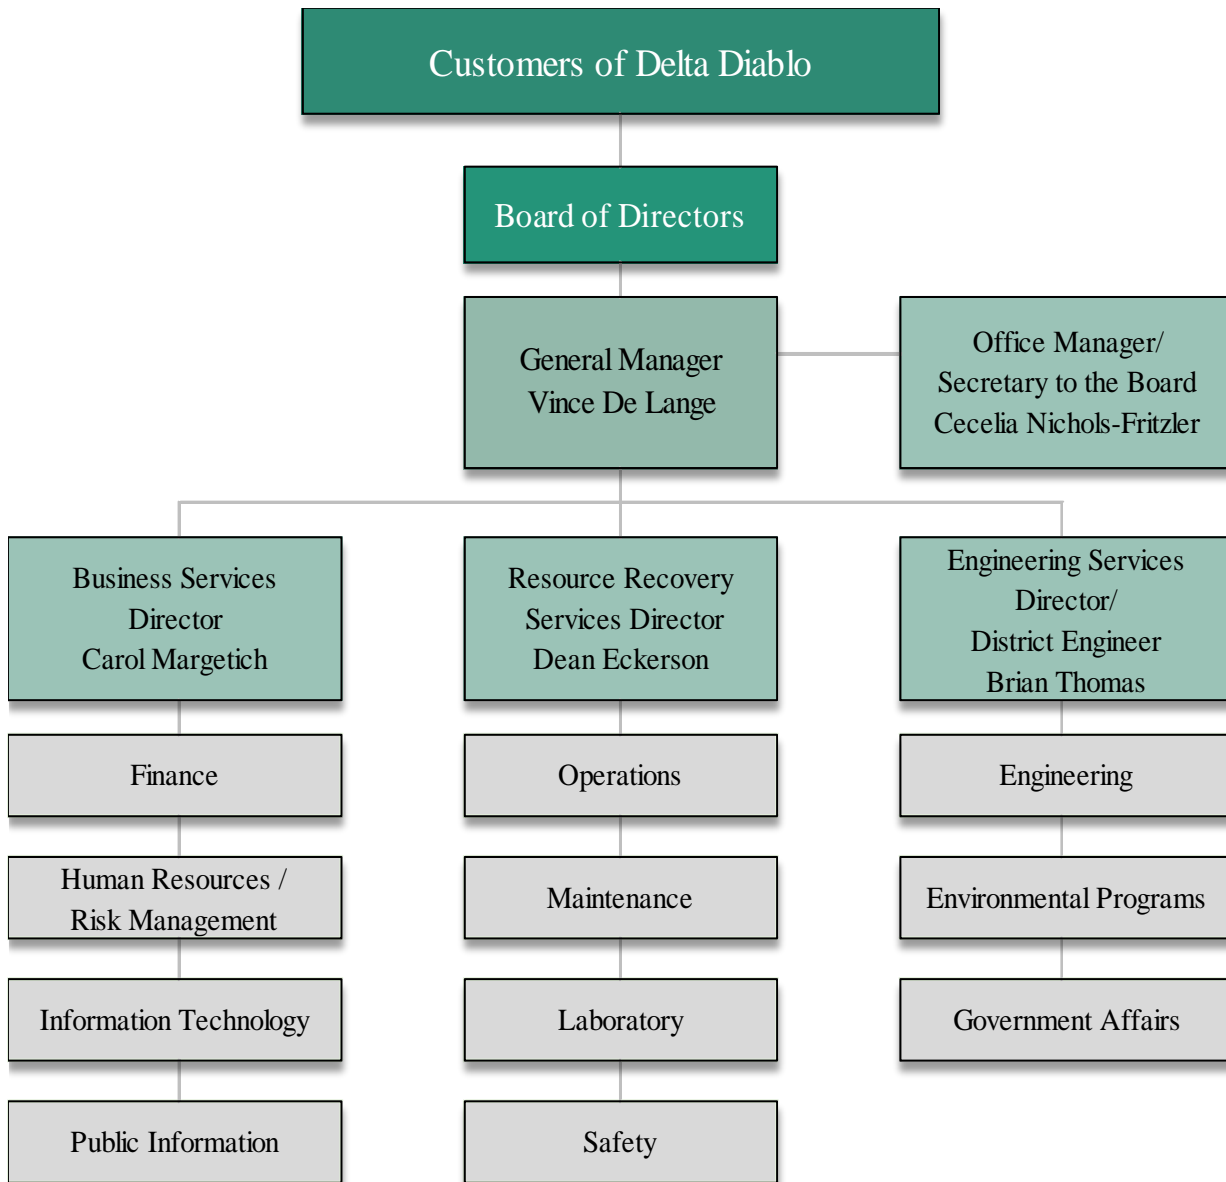 Customers of Delta Diablo
Board of Directors
General Manager
Vince De Lange
Office Manager/
Secretary to the Board
Cecelia Nichols-Fritzler
Business Services
Director
Carol Margetich
Resource Recovery
Services Director
Dean Eckerson
Engineering Services
Director/
District Engineer
Brian Thomas
Finance
Operations
Engineering
Human Resources /
Risk Management
Maintenance
Environmental Programs
Information Technology
Laboratory
Government Affairs
Public Information
Safety